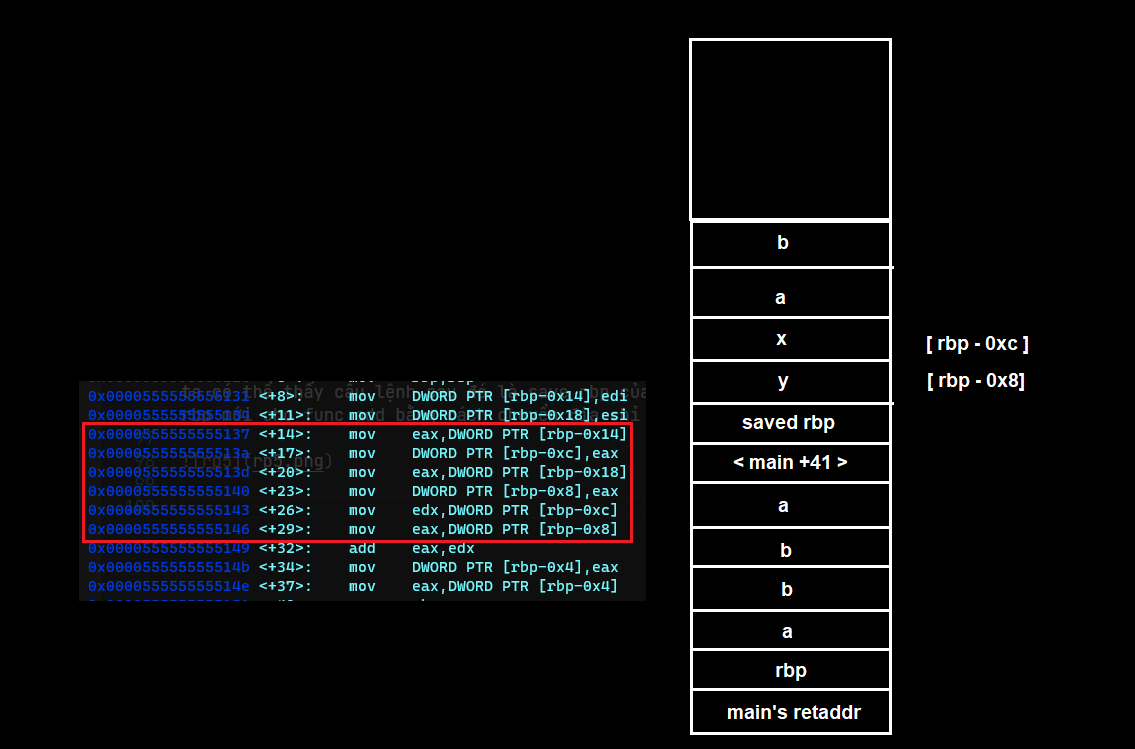 b
a
x [ rbp - 0xc ]
y [ rbp - 0x8]
saved rbp
< main +41 >
a
b
b
a
rbp
main's retaddr
0x0000555555555131 <+8>: mov DWORD PTR [rbp-0x14],edi
0x0000555555555134 <+11>: mov DWORD PTR [rbp-0x18],esi
0x0000555555555137 <+14>: mov eax,DWORD PTR [rbp-0x14]
0x000055555555513a <+17>: mov DWORD PTR [rbp-0xc],eax
0x000055555555513d <+20>: mov eax,DWORD PTR [rbp-0x18]
0x0000555555555140 <+23>: mov DWORD PTR [rbp-0x8],eax
0x0000555555555143 <+26>: mov edx,DWORD PTR [rbp-0xc]
0x0000555555555146 <+29>: mov eax,DWORD PTR [rbp-0x8]
0x0000555555555149 <+32>: add eax,edx
0x000055555555514b <+34>: mov DWORD PTR [rbp-0x4],eax
0x000055555555514e <+37>: mov eax,DWORD PTR [rbp-0x4]